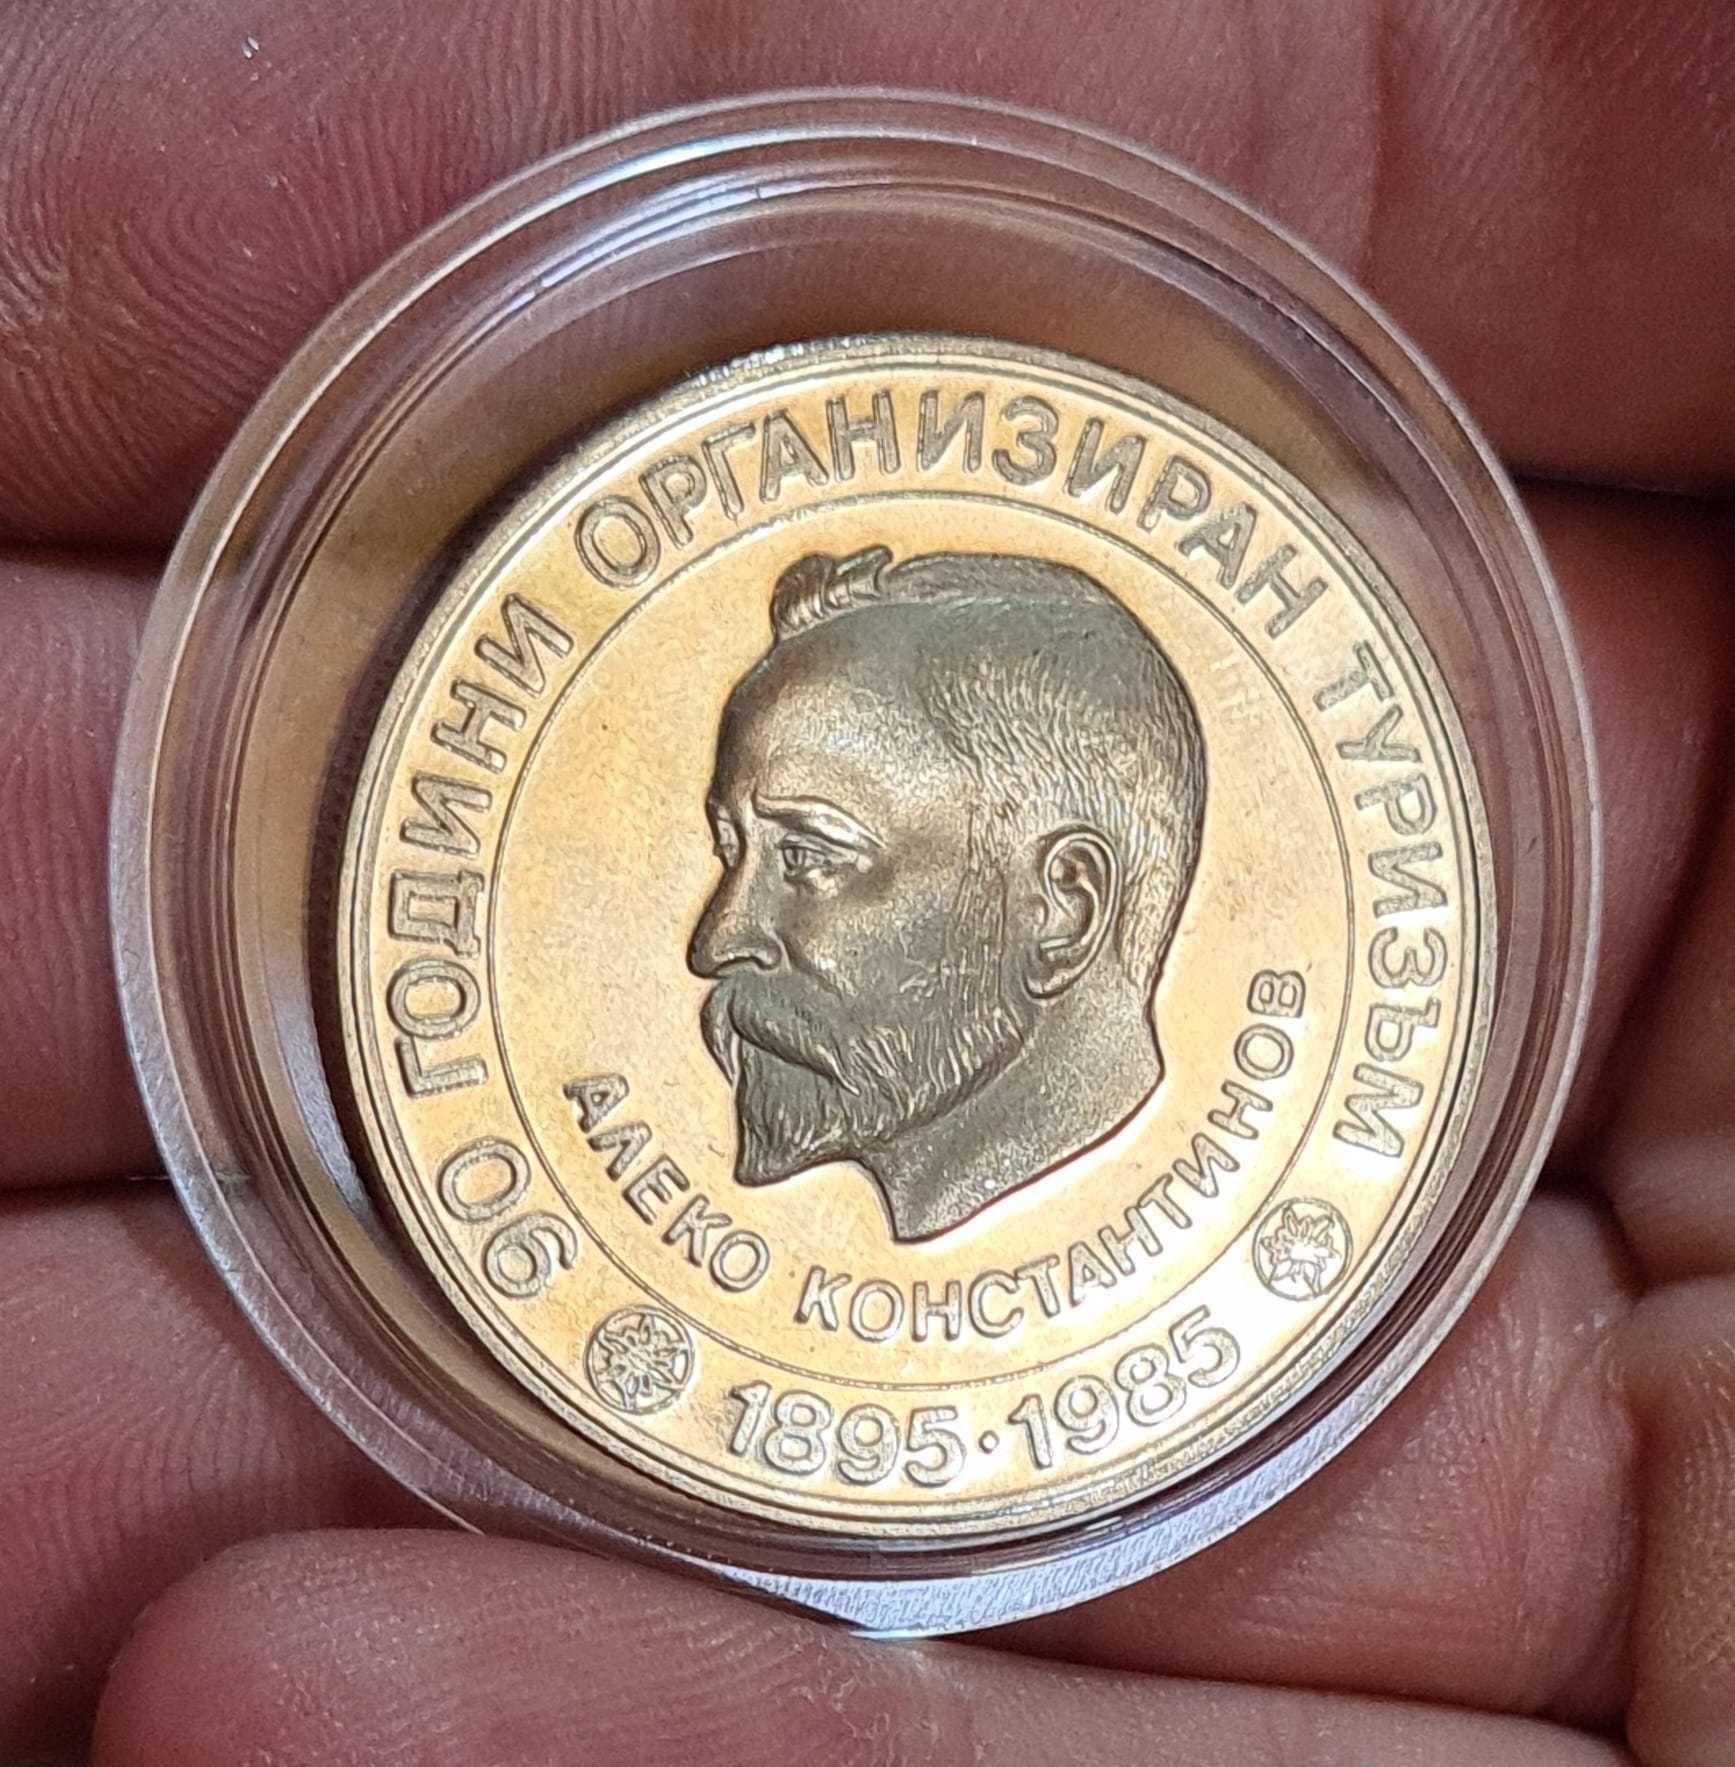 90 ГОДИНИ ОРГАНИЗИРАН ТУРИЗЪМ
АЛЕКО КОНСТАНТИНОВ
1895·1985